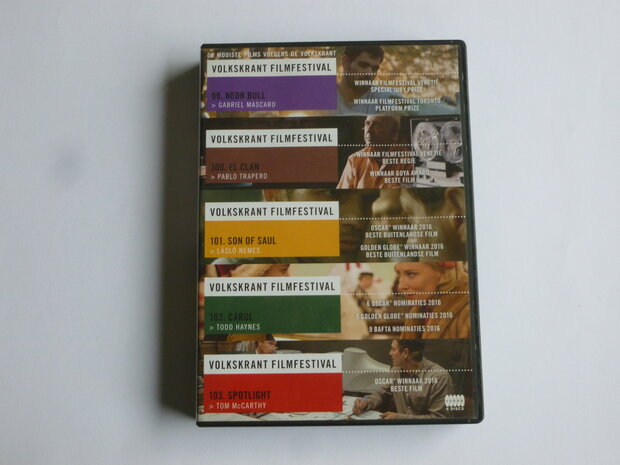 DE MOOISTE FILMS VOLGENS DE VOLKSKRANT
VOLKSKRANT FILMFESTIVAL
99. NEON BULL
> GABRIEL MASCARO
WINNAAR FILMFESTIVAL VENETIË
SPECIAL JURY PRIZE
WINNAAR FILMFESTIVAL TORONTO
PLATFORM PRIZE
VOLKSKRANT FILMFESTIVAL
100. EL CLAN
> PABLO TRAPERO
WINNAAR FILMFESTIVAL VENETIË
BESTE REGIE
WINNAAR GOYA AWARD
BESTE FILM
VOLKSKRANT FILMFESTIVAL
101. SON OF SAUL
> LÁSLÓ NEMES
OSCAR® WINNAAR 2016
BESTE BUITENLANDSE FILM
GOLDEN GLOBE® WINNAAR 2016
BESTE BUITENLANDSE FILM
VOLKSKRANT FILMFESTIVAL
102. CAROL
> TODD HAYNES
6 OSCAR® NOMINATIES 2016
5 GOLDEN GLOBE® NOMINATIES 2016
9 BAFTA NOMINATIES 2016
VOLKSKRANT FILMFESTIVAL
103. SPOTLIGHT
> TOM McCARTHY
OSCAR® WINNAAR 2016
BESTE FILM